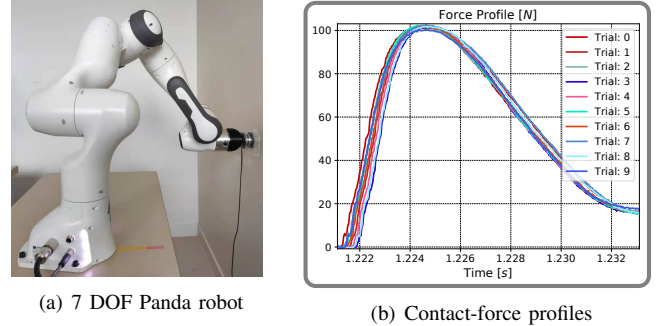 Force Profile [N]
100
80
60
40
20
0
Trial: 0
Trial: 1
Trial: 2
Trial: 3
Trial: 4
Trial: 5
Trial: 6
Trial: 7
Trial: 8
Trial: 9
1.222 1.224 1.226 1.228 1.230 1.232
Time [s]
(a) 7 DOF Panda robot
(b) Contact-force profiles